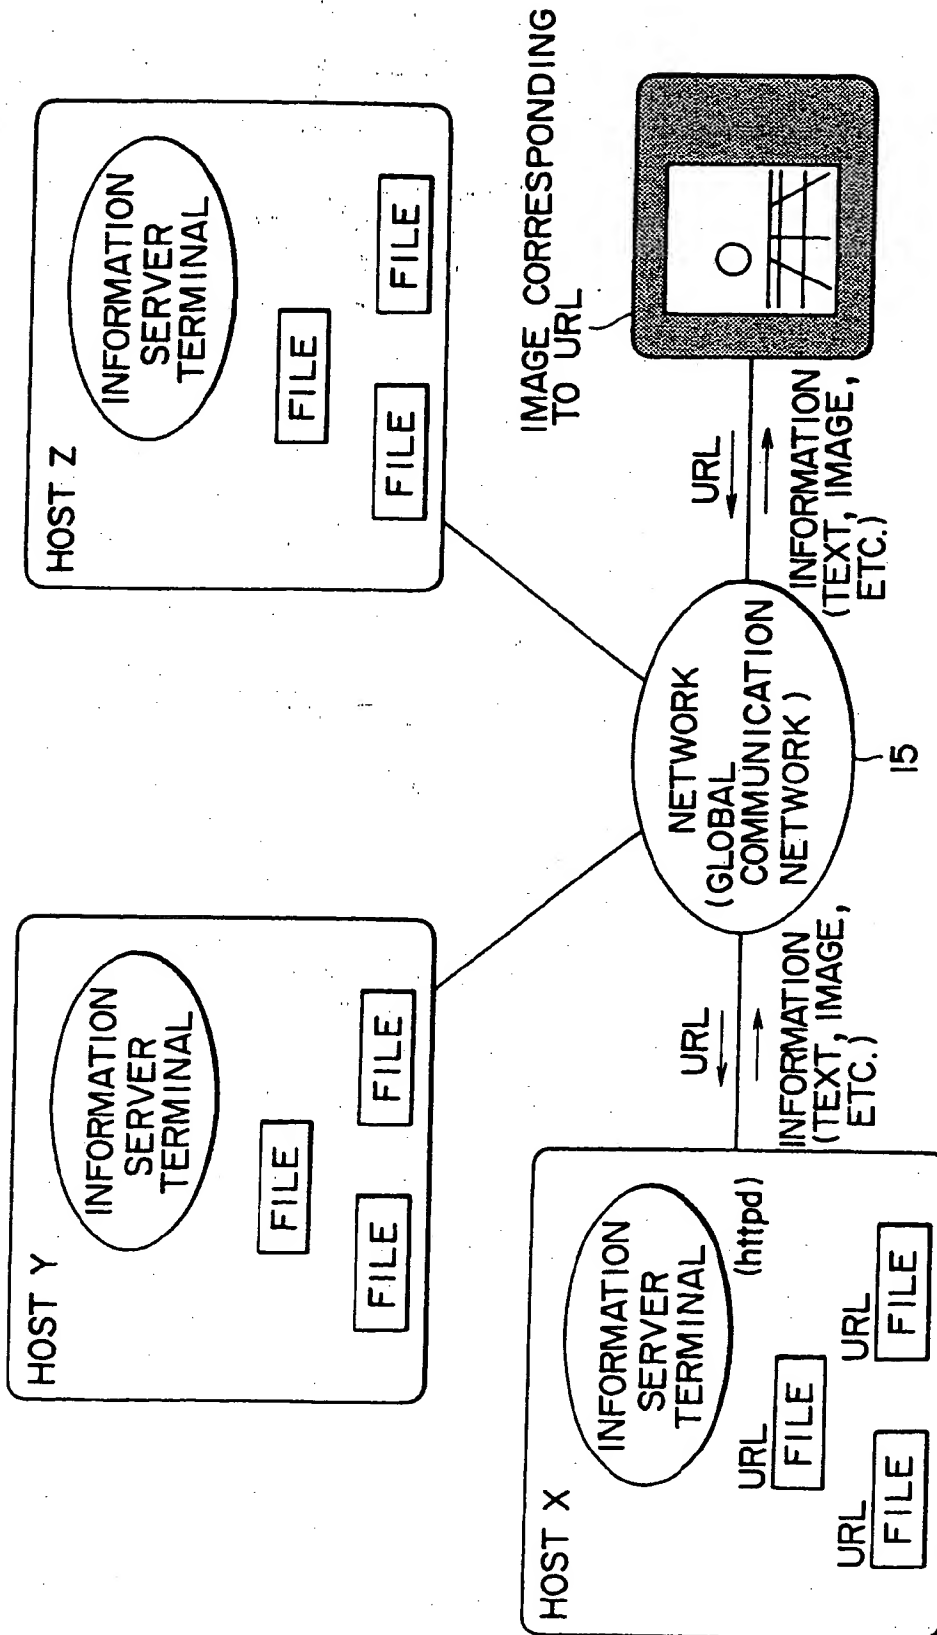 HOST Y
INFORMATION
SERVER
TERMINAL
FILE
FILE
FILE
HOST Z
INFORMATION
SERVER
TERMINAL
FILE
FILE
FILE
HOST X
INFORMATION
SERVER
TERMINAL
(httpd)
URL
FILE
URL
FILE
URL
FILE
URL
INFORMATION
(TEXT, IMAGE,
ETC.)
NETWORK
(GLOBAL
COMMUNICATION
NETWORK)
15
URL
INFORMATION
(TEXT, IMAGE,
ETC.)
IMAGE CORRESPONDING
TO URL